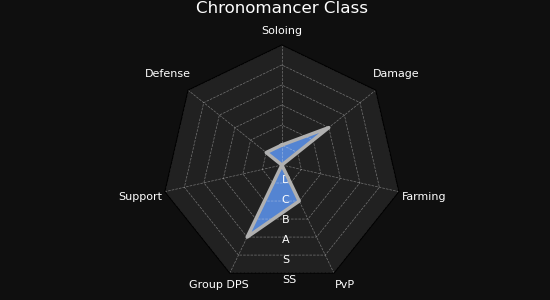 Chronomancer Class
Soloing
Defense
Damage
Support
Farming
C
B
A
S
SS
Group DPS
PvP